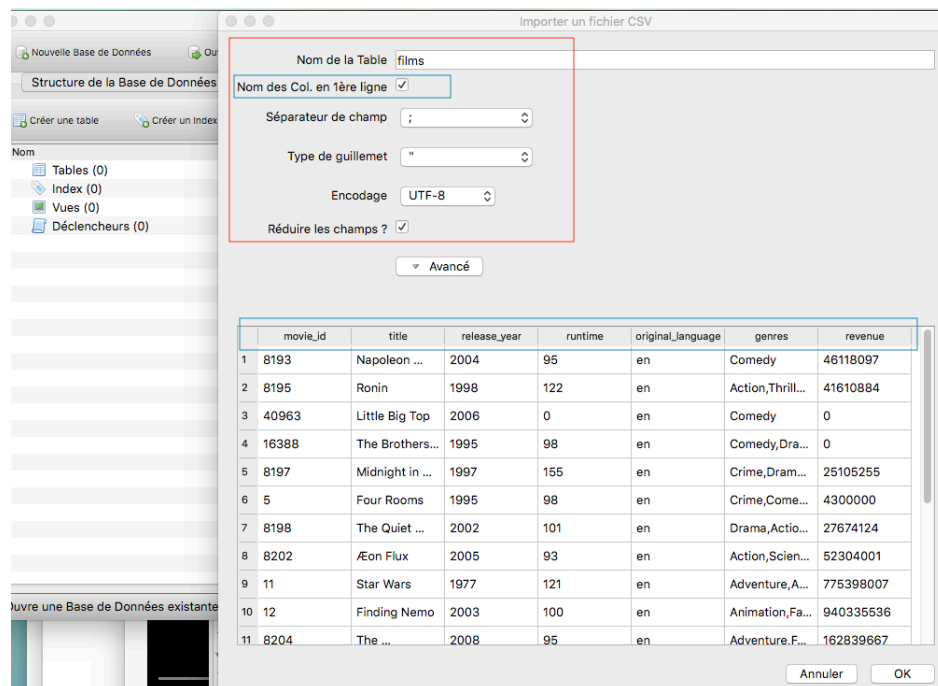 Importer un fichier CSV
Nouvelle Base de Données Ou
Structure de la Base de Données
Créer une table Créer un Index
Nom
Tables (0)
Index (0)
Vues (0)
Déclencheurs (0)
Ouvre une Base de Données existante
Nom de la Table films
Nom des Col. en 1ère ligne
Séparateur de champ ;
Type de guillemet "
Encodage UTF-8
Réduire les champs ?
Avancé
movie_id title release_year runtime original_language genres revenue
1 8193 Napoleon ... 2004 95 en Comedy 46118097
2 8195 Ronin 1998 122 en Action,Thrill... 41610884
3 40963 Little Big Top 2006 0 en Comedy 0
4 16388 The Brothers... 1995 98 en Comedy,Dra... 0
5 8197 Midnight in ... 1997 155 en Crime,Dram... 25105255
6 5 Four Rooms 1995 98 en Crime,Come... 4300000
7 8198 The Quiet ... 2002 101 en Drama,Actio... 27674124
8 8202 Æon Flux 2005 93 en Action,Scien... 52304001
9 11 Star Wars 1977 121 en Adventure,A... 775398007
10 12 Finding Nemo 2003 100 en Animation,Fa... 940335536
11 8204 The ... 2008 95 en Adventure,F... 162839667
Annuler OK